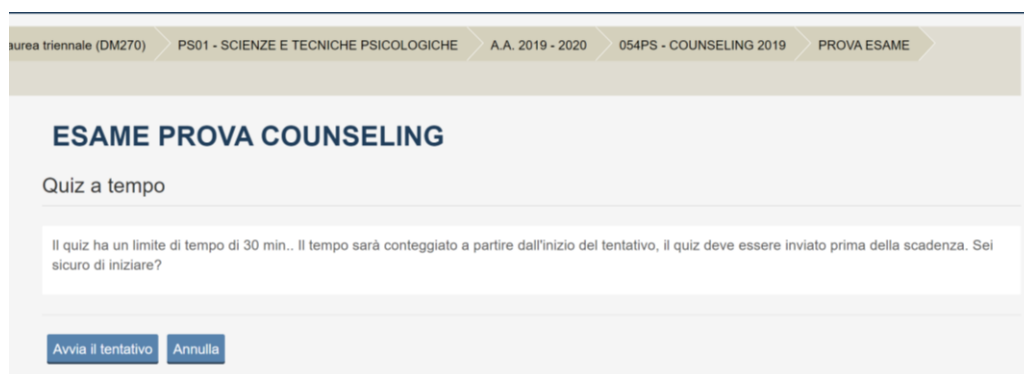 aurea triennale (DM270) PS01 - SCIENZE E TECNICHE PSICOLOGICHE A.A. 2019 - 2020 054PS - COUNSELING 2019 PROVA ESAME
ESAME PROVA COUNSELING
Quiz a tempo
Il quiz ha un limite di tempo di 30 min.. Il tempo sarà conteggiato a partire dall'inizio del tentativo, il quiz deve essere inviato prima della scadenza. Sei
sicuro di iniziare?
Avvia il tentativo Annulla